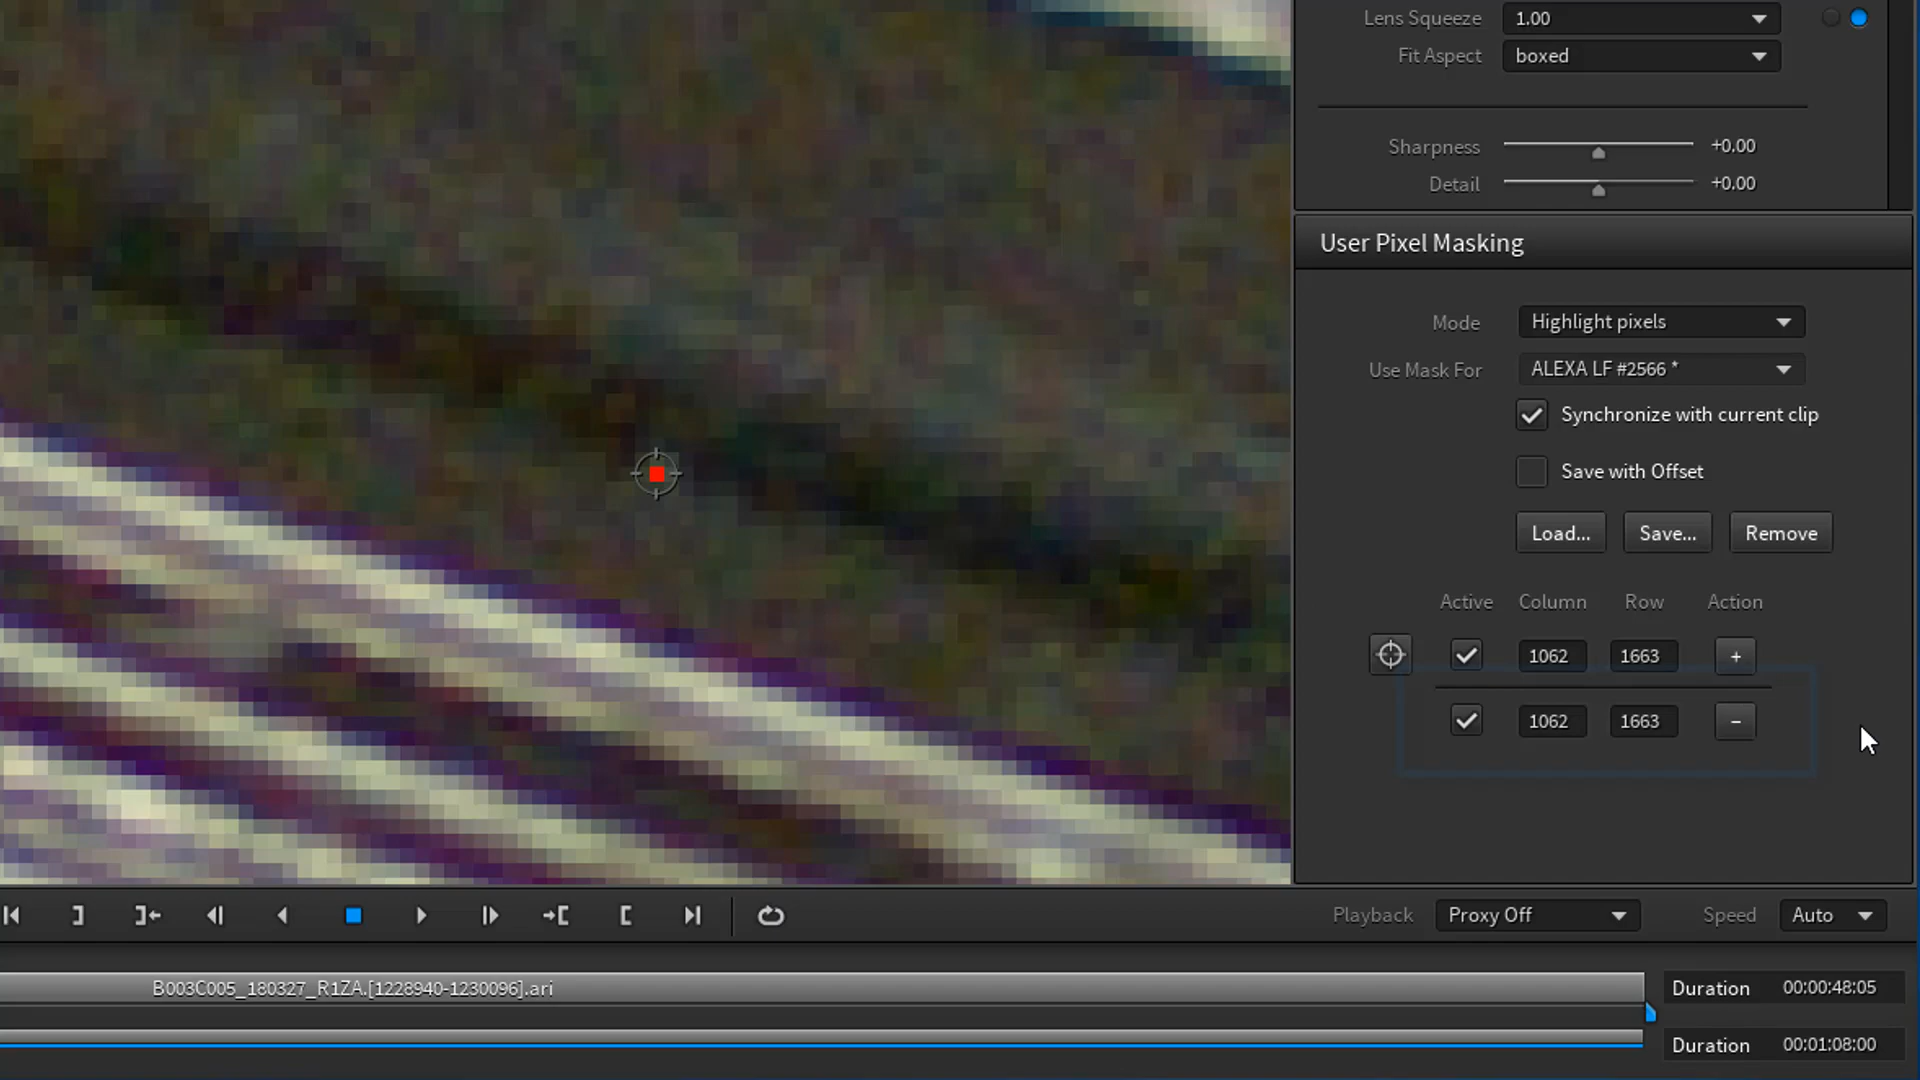 Lens Squeeze 1.00
Fit Aspect boxed
Sharpness +0.00
Detail +0.00
User Pixel Masking
Mode Highlight pixels
Use Mask For ALEXA LF #2566 *
Synchronize with current clip
Save with Offset
Load... Save... Remove
Active Column Row Action
1062 1663 +
1062 1663 −
Playback Proxy Off Speed Auto
B003C005_180327_R1ZA.[1228940-1230096].ari Duration 00:00:48:05
Duration 00:01:08:00